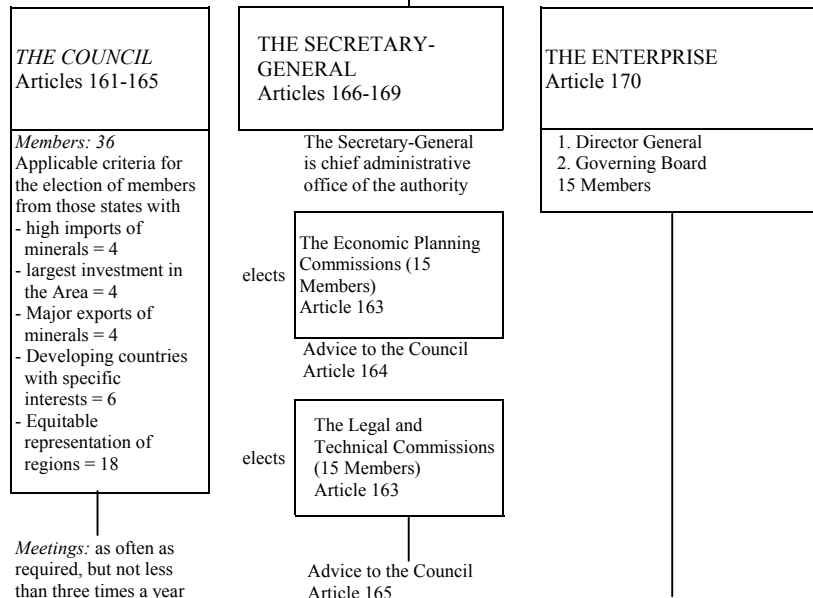 THE COUNCIL
Articles 161-165
Members: 36
Applicable criteria for
the election of members
from those states with
- high imports of
minerals = 4
- largest investment in
the Area = 4
- Major exports of
minerals = 4
- Developing countries
with specific
interests = 6
- Equitable
representation of
regions = 18
Meetings: as often as
required, but not less
than three times a year
THE SECRETARY-
GENERAL
Articles 166-169
The Secretary-General
is chief administrative
office of the authority
elects
The Economic Planning
Commissions (15
Members)
Article 163
Advice to the Council
Article 164
elects
The Legal and
Technical Commissions
(15 Members)
Article 163
Advice to the Council
Article 165
THE ENTERPRISE
Article 170
1. Director General
2. Governing Board
15 Members